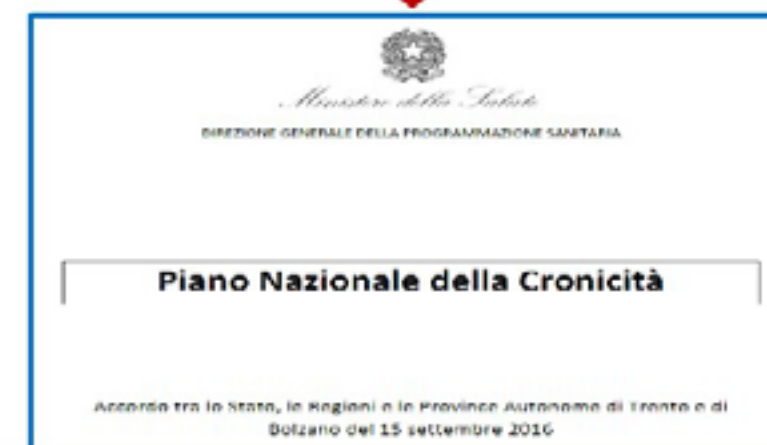 Ministero della Salute
DIREZIONE GENERALE DELLA PROGRAMMAZIONE SANITARIA
Piano Nazionale della Cronicità
Accordo tra lo Stato, le Regioni e le Province Autonome di Trento e di
Bolzano del 15 settembre 2016